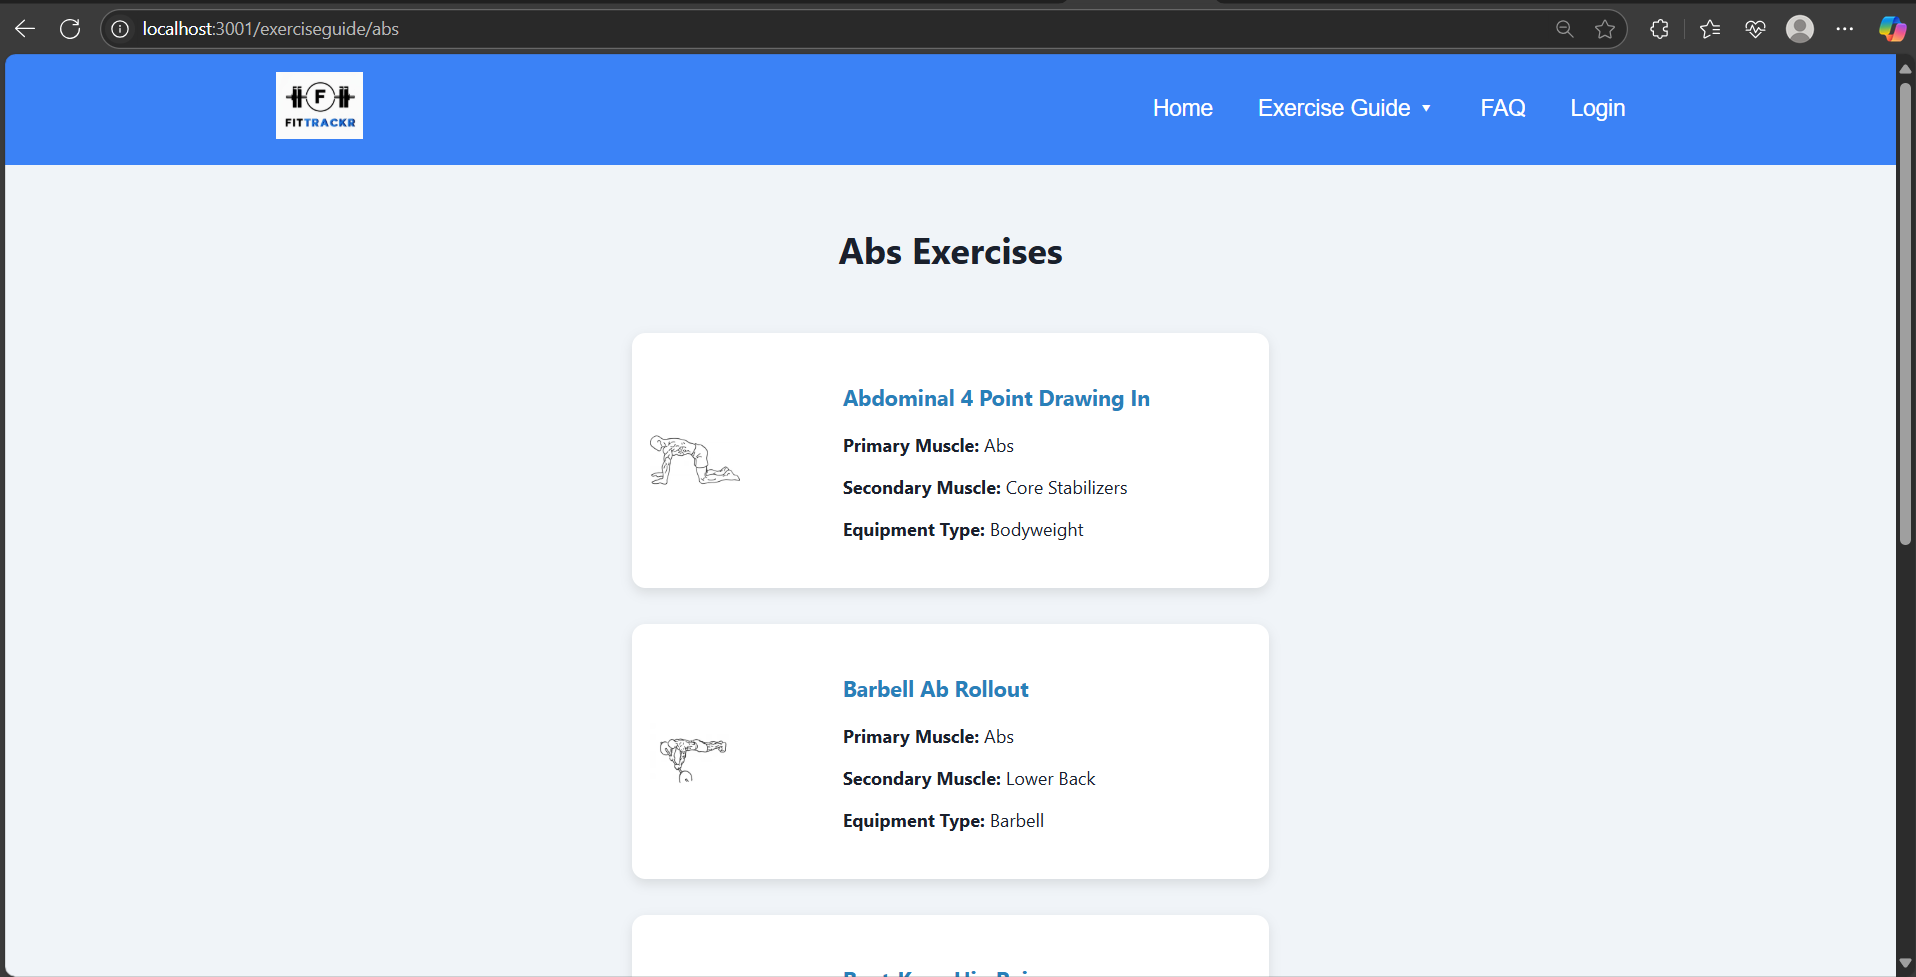 localhost:3001/exerciseguide/abs
F
FITTRACKR
Home
Exercise Guide
FAQ
Login
Abs Exercises
Abdominal 4 Point Drawing In
Primary Muscle: Abs
Secondary Muscle: Core Stabilizers
Equipment Type: Bodyweight
Barbell Ab Rollout
Primary Muscle: Abs
Secondary Muscle: Lower Back
Equipment Type: Barbell